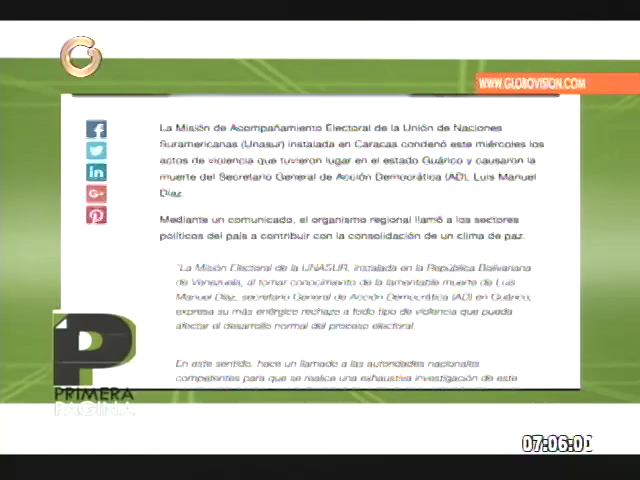 WWW.GLOBOVISION.COM
La Misión de Acompañamiento Electoral de la Unión de Naciones
Suramericanas (Unasur) instalada en Caracas condenó este miércoles los
actos de violencia que tuvieron lugar en el estado Guárico y causaron la
muerte del Secretario General de Acción Democrática (AD), Luis Manuel
Díaz.
Mediante un comunicado, el organismo regional llamó a los sectores
políticos del país a contribuir con la consolidación de un clima de paz.
"La Misión Electoral de la UNASUR, instalada en la República Bolivariana
de Venezuela, al tomar conocimiento de la lamentable muerte de Luis
Manuel Díaz, secretario General de Acción Democrática (AD) en Guárico,
expresa su más enérgico rechazo a todo tipo de violencia que pueda
afectar el desarrollo normal del proceso electoral.
En este sentido, hace un llamado a las autoridades nacionales
competentes para que se realice una exhaustiva investigación de este
P
PRIMERA
PÁGINA
07:06:00